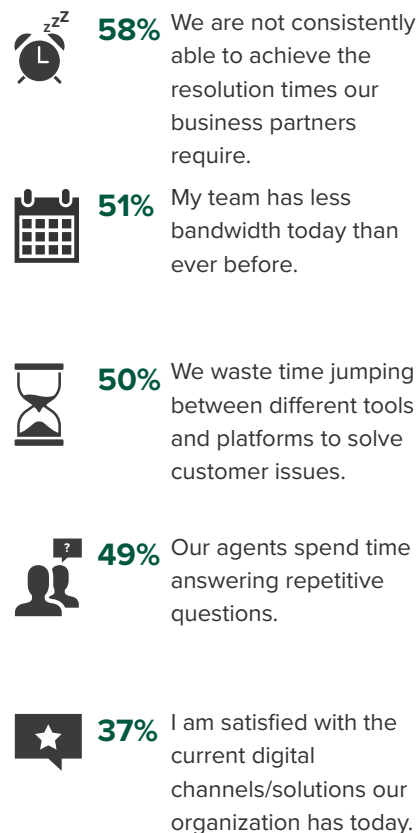 zzZ
58% We are not consistently
able to achieve the
resolution times our
business partners
require.
51% My team has less
bandwidth today than
ever before.
50% We waste time jumping
between different tools
and platforms to solve
customer issues.
?
49% Our agents spend time
answering repetitive
questions.
37% I am satisfied with the
current digital
channels/solutions our
organization has today.